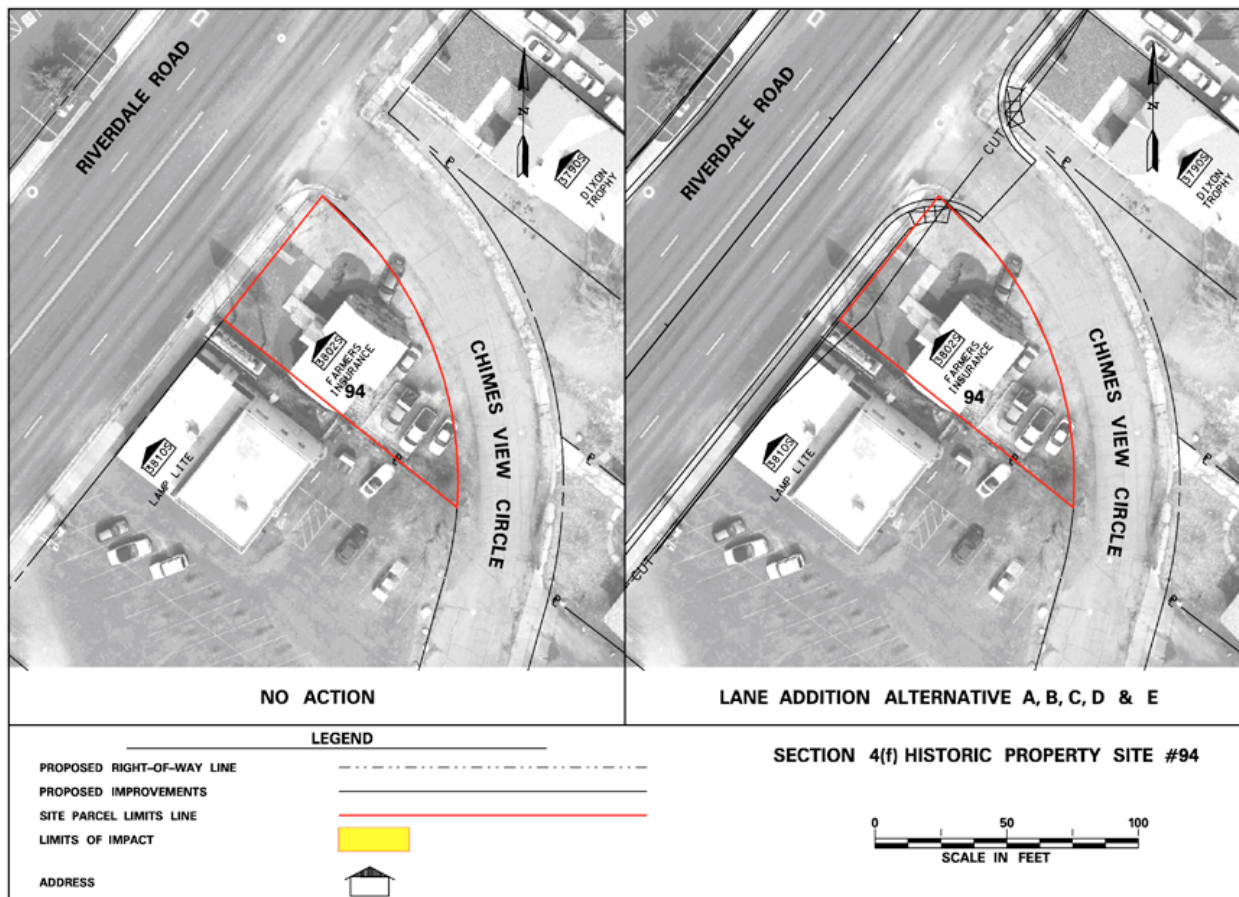 RIVERDALE ROAD
N
3790S
DIXON
TROPHY
3802S
FARMERS
INSURANCE
94
3810S
LAMP LITE
CHIMES VIEW CIRCLE
NO ACTION
RIVERDALE ROAD
CUT
N
3790S
DIXON
TROPHY
3802S
FARMERS
INSURANCE
94
3810S
LAMP LITE
CUT
CHIMES VIEW CIRCLE
LANE ADDITION ALTERNATIVE A, B, C, D & E
LEGEND
PROPOSED RIGHT-OF-WAY LINE
PROPOSED IMPROVEMENTS
SITE PARCEL LIMITS LINE
LIMITS OF IMPACT
ADDRESS
SECTION 4(f) HISTORIC PROPERTY SITE #94
0 50 100
SCALE IN FEET